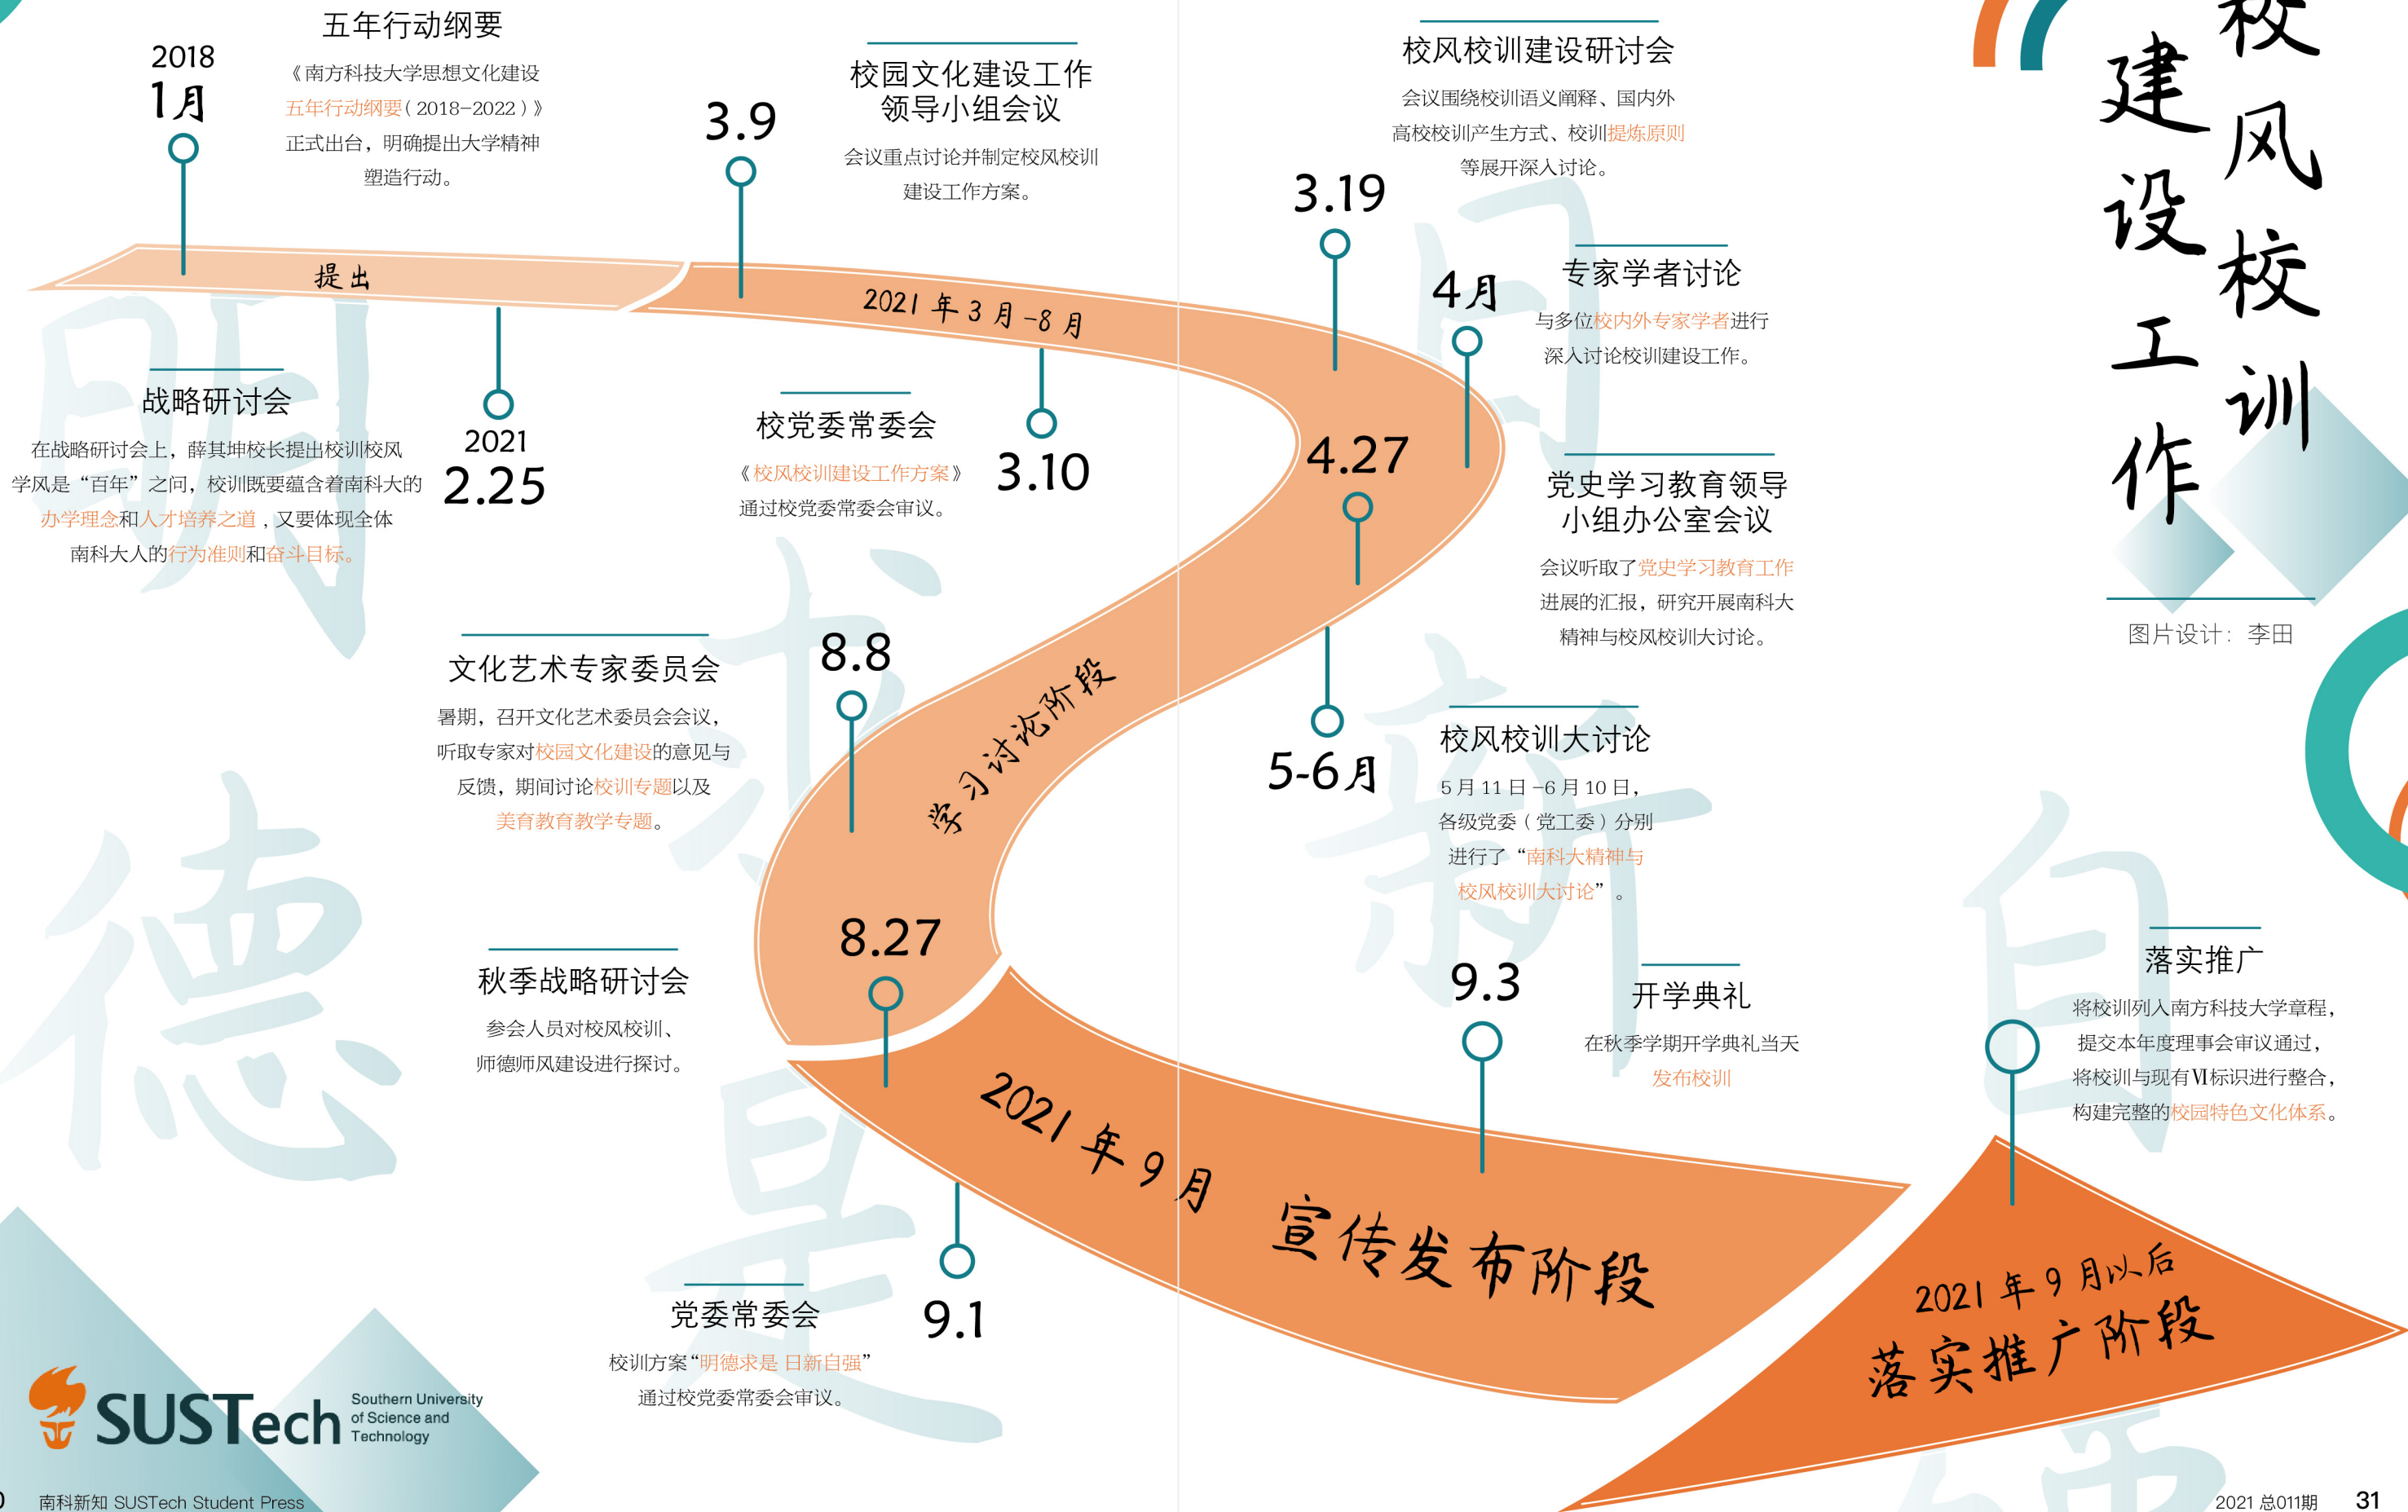 校风校训
建设工作
图片设计：李田
2018
1月
五年行动纲要
《南方科技大学思想文化建设
五年行动纲要（2018-2022）》
正式出台，明确提出大学精神
塑造行动。
提出
战略研讨会
在战略研讨会上，薛其坤校长提出校训校风
学风是“百年”之问，校训既要蕴含着南科大的
办学理念和人才培养之道，又要体现全体
南科大人的行为准则和奋斗目标。
2021
2.25
3.9
校园文化建设工作
领导小组会议
会议重点讨论并制定校风校训
建设工作方案。
2021年3月-8月
校党委常委会
《校风校训建设工作方案》
通过校党委常委会审议。
3.10
3.19
校风校训建设研讨会
会议围绕校训语义阐释、国内外
高校校训产生方式、校训提炼原则
等展开深入讨论。
4月
专家学者讨论
与多位校内外专家学者进行
深入讨论校训建设工作。
4.27
党史学习教育领导
小组办公室会议
会议听取了党史学习教育工作
进展的汇报，研究开展南科大
精神与校风校训大讨论。
5-6月
校风校训大讨论
5月11日-6月10日，
各级党委（党工委）分别
进行了“南科大精神与
校风校训大讨论”。
学习讨论阶段
8.8
文化艺术专家委员会
暑期，召开文化艺术委员会会议，
听取专家对校园文化建设的意见与
反馈，期间讨论校训专题以及
美育教育教学专题。
8.27
秋季战略研讨会
参会人员对校风校训、
师德师风建设进行探讨。
2021年9月 宣传发布阶段
9.1
党委常委会
校训方案“明德求是 日新自强”
通过校党委常委会审议。
9.3
开学典礼
在秋季学期开学典礼当天
发布校训
落实推广
将校训列入南方科技大学章程，
提交本年度理事会审议通过，
将校训与现有VI标识进行整合，
构建完整的校园特色文化体系。
2021年9月以后
落实推广阶段
明德
求是
日新
自强
SUSTech
Southern University
of Science and
Technology
南科新知 SUSTech Student Press
2021 总011期 31